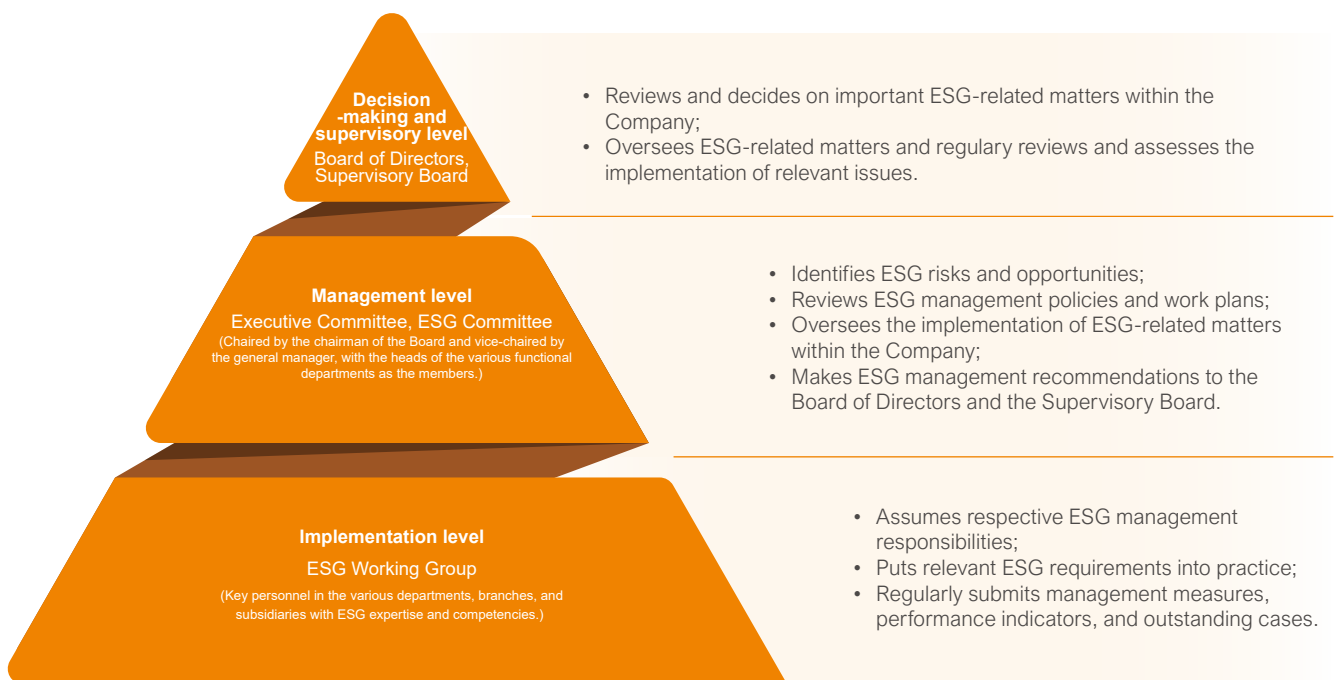 Decision
-making and
supervisory level
Board of Directors,
Supervisory Board
• Reviews and decides on important ESG-related matters within the
Company;
• Oversees ESG-related matters and regulary reviews and assesses the
implementation of relevant issues.
Management level
Executive Committee, ESG Committee
(Chaired by the chairman of the Board and vice-chaired by
the general manager, with the heads of the various functional
departments as the members.)
• Identifies ESG risks and opportunities;
• Reviews ESG management policies and work plans;
• Oversees the implementation of ESG-related matters
within the Company;
• Makes ESG management recommendations to the
Board of Directors and the Supervisory Board.
Implementation level
ESG Working Group
(Key personnel in the various departments, branches, and
subsidiaries with ESG expertise and competencies.)
• Assumes respective ESG management
responsibilities;
• Puts relevant ESG requirements into practice;
• Regularly submits management measures,
performance indicators, and outstanding cases.